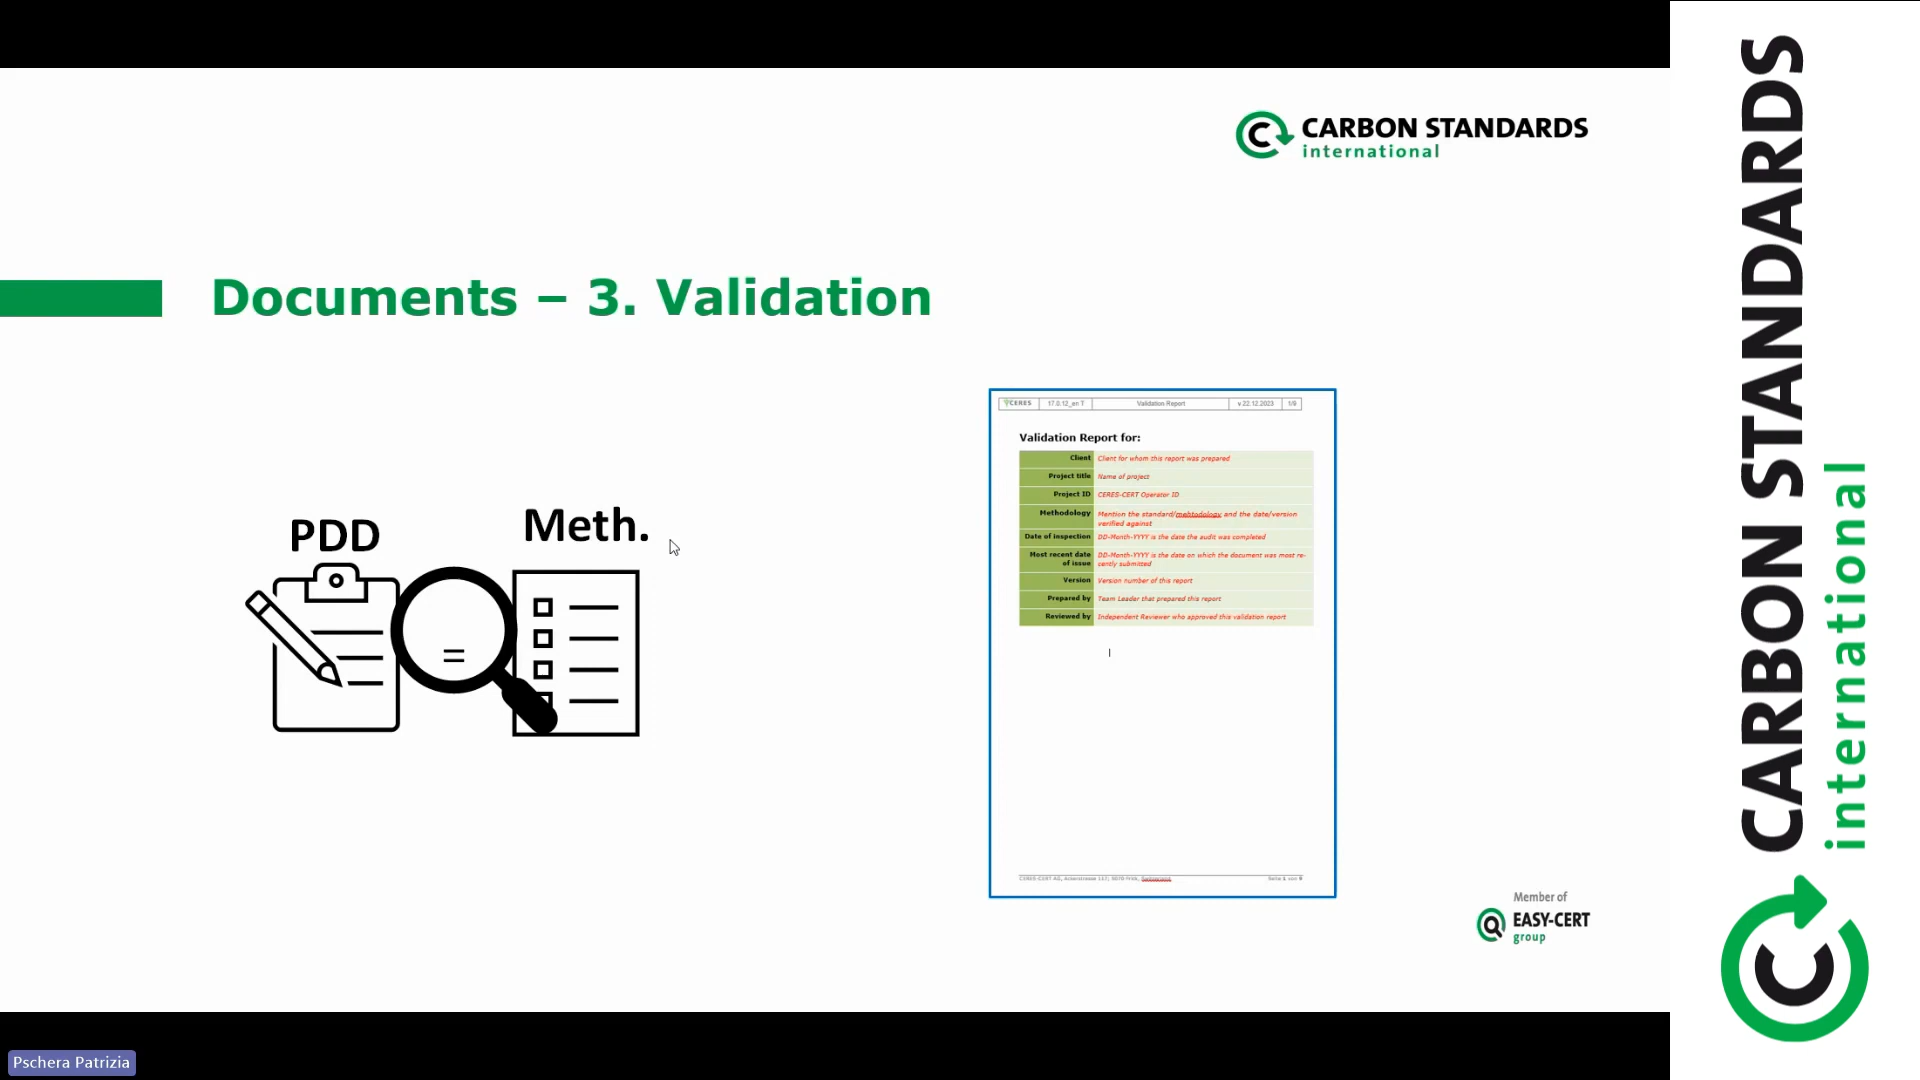 CARBON STANDARDS
international
Documents – 3. Validation
PDD
Meth.
=
CERES
17.0.12_en T
Validation Report
v.22.12.2023
1/9
Validation Report for:
Client
Client for whom this report was prepared
Project title
Name of project
Project ID
CERES-CERT Operator ID
Methodology
Mention the standard/mehtodology and the date/version
verified against
Date of inspection
DD-Month-YYYY is the date the audit was completed
Most recent date
of issue
DD-Month-YYYY is the date on which the document was most re-
cently submitted
Version
Version number of this report
Prepared by
Team Leader that prepared this report
Reviewed by
Independent Reviewer who approved this validation report
Member of
EASY-CERT
group
Pschera Patrizia
CARBON STANDARDS
international